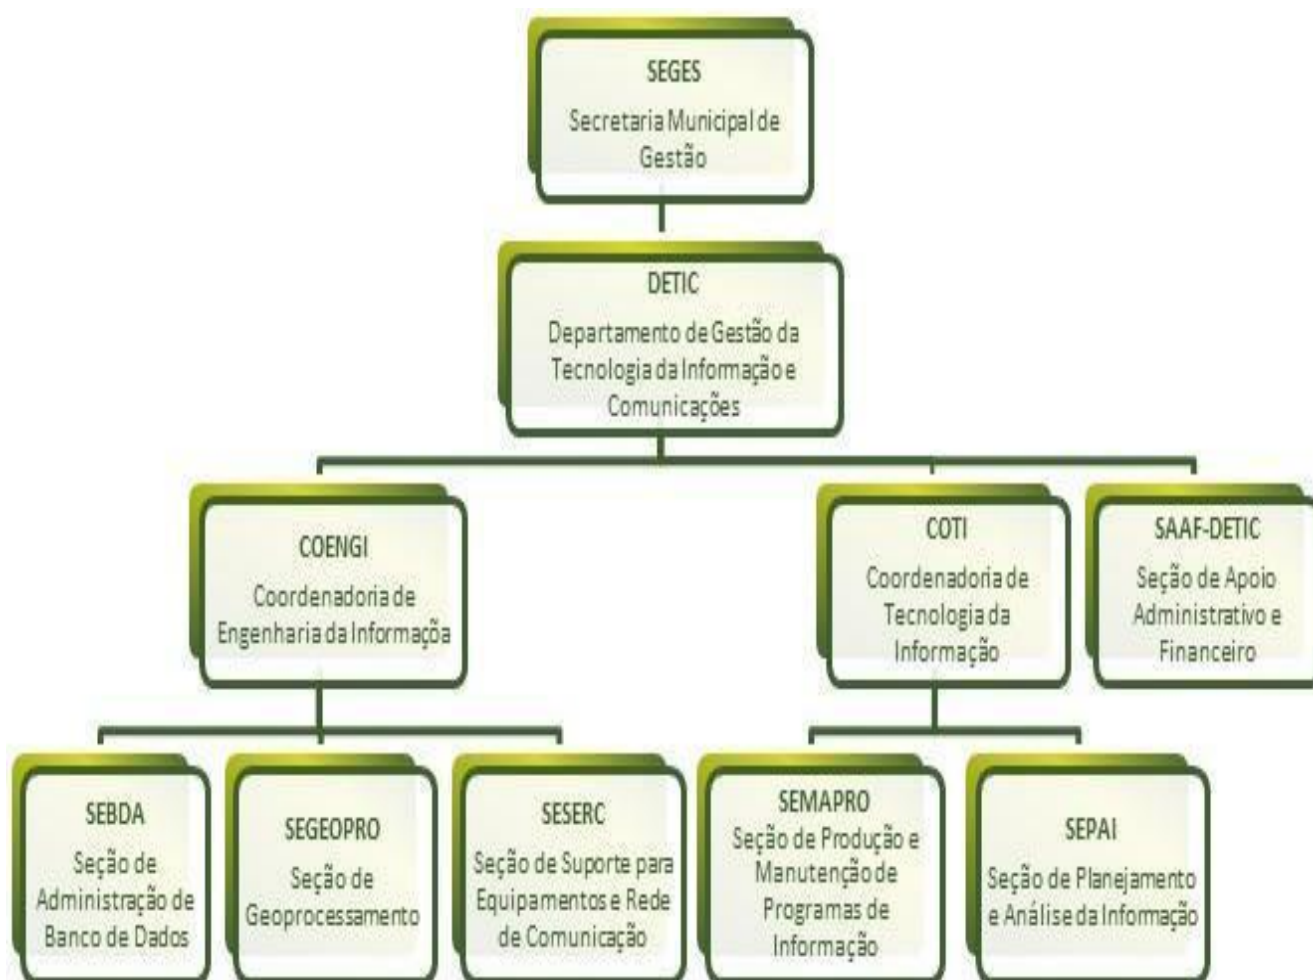 SEGES
Secretaria Municipal de
Gestão
DETIC
Departamento de Gestão da
Tecnologia da Informação e
Comunicações
COENGI
Coordenadoria de
Engenharia da Informaçõa
COTI
Coordenadoria de
Tecnologia da
Informação
SAAF-DETIC
Seção de Apoio
Administrativo e
Financeiro
SEBDA
Seção de
Administração de
Banco de Dados
SEGEOPRO
Seção de
Geoprocessamento
SESERC
Seção de Suporte para
Equipamentos e Rede
de Comunicação
SEMAPRO
Seção de Produção e
Manutenção de
Programas de
Informação
SEPAI
Seção de Planejamento
e Análise da Informação